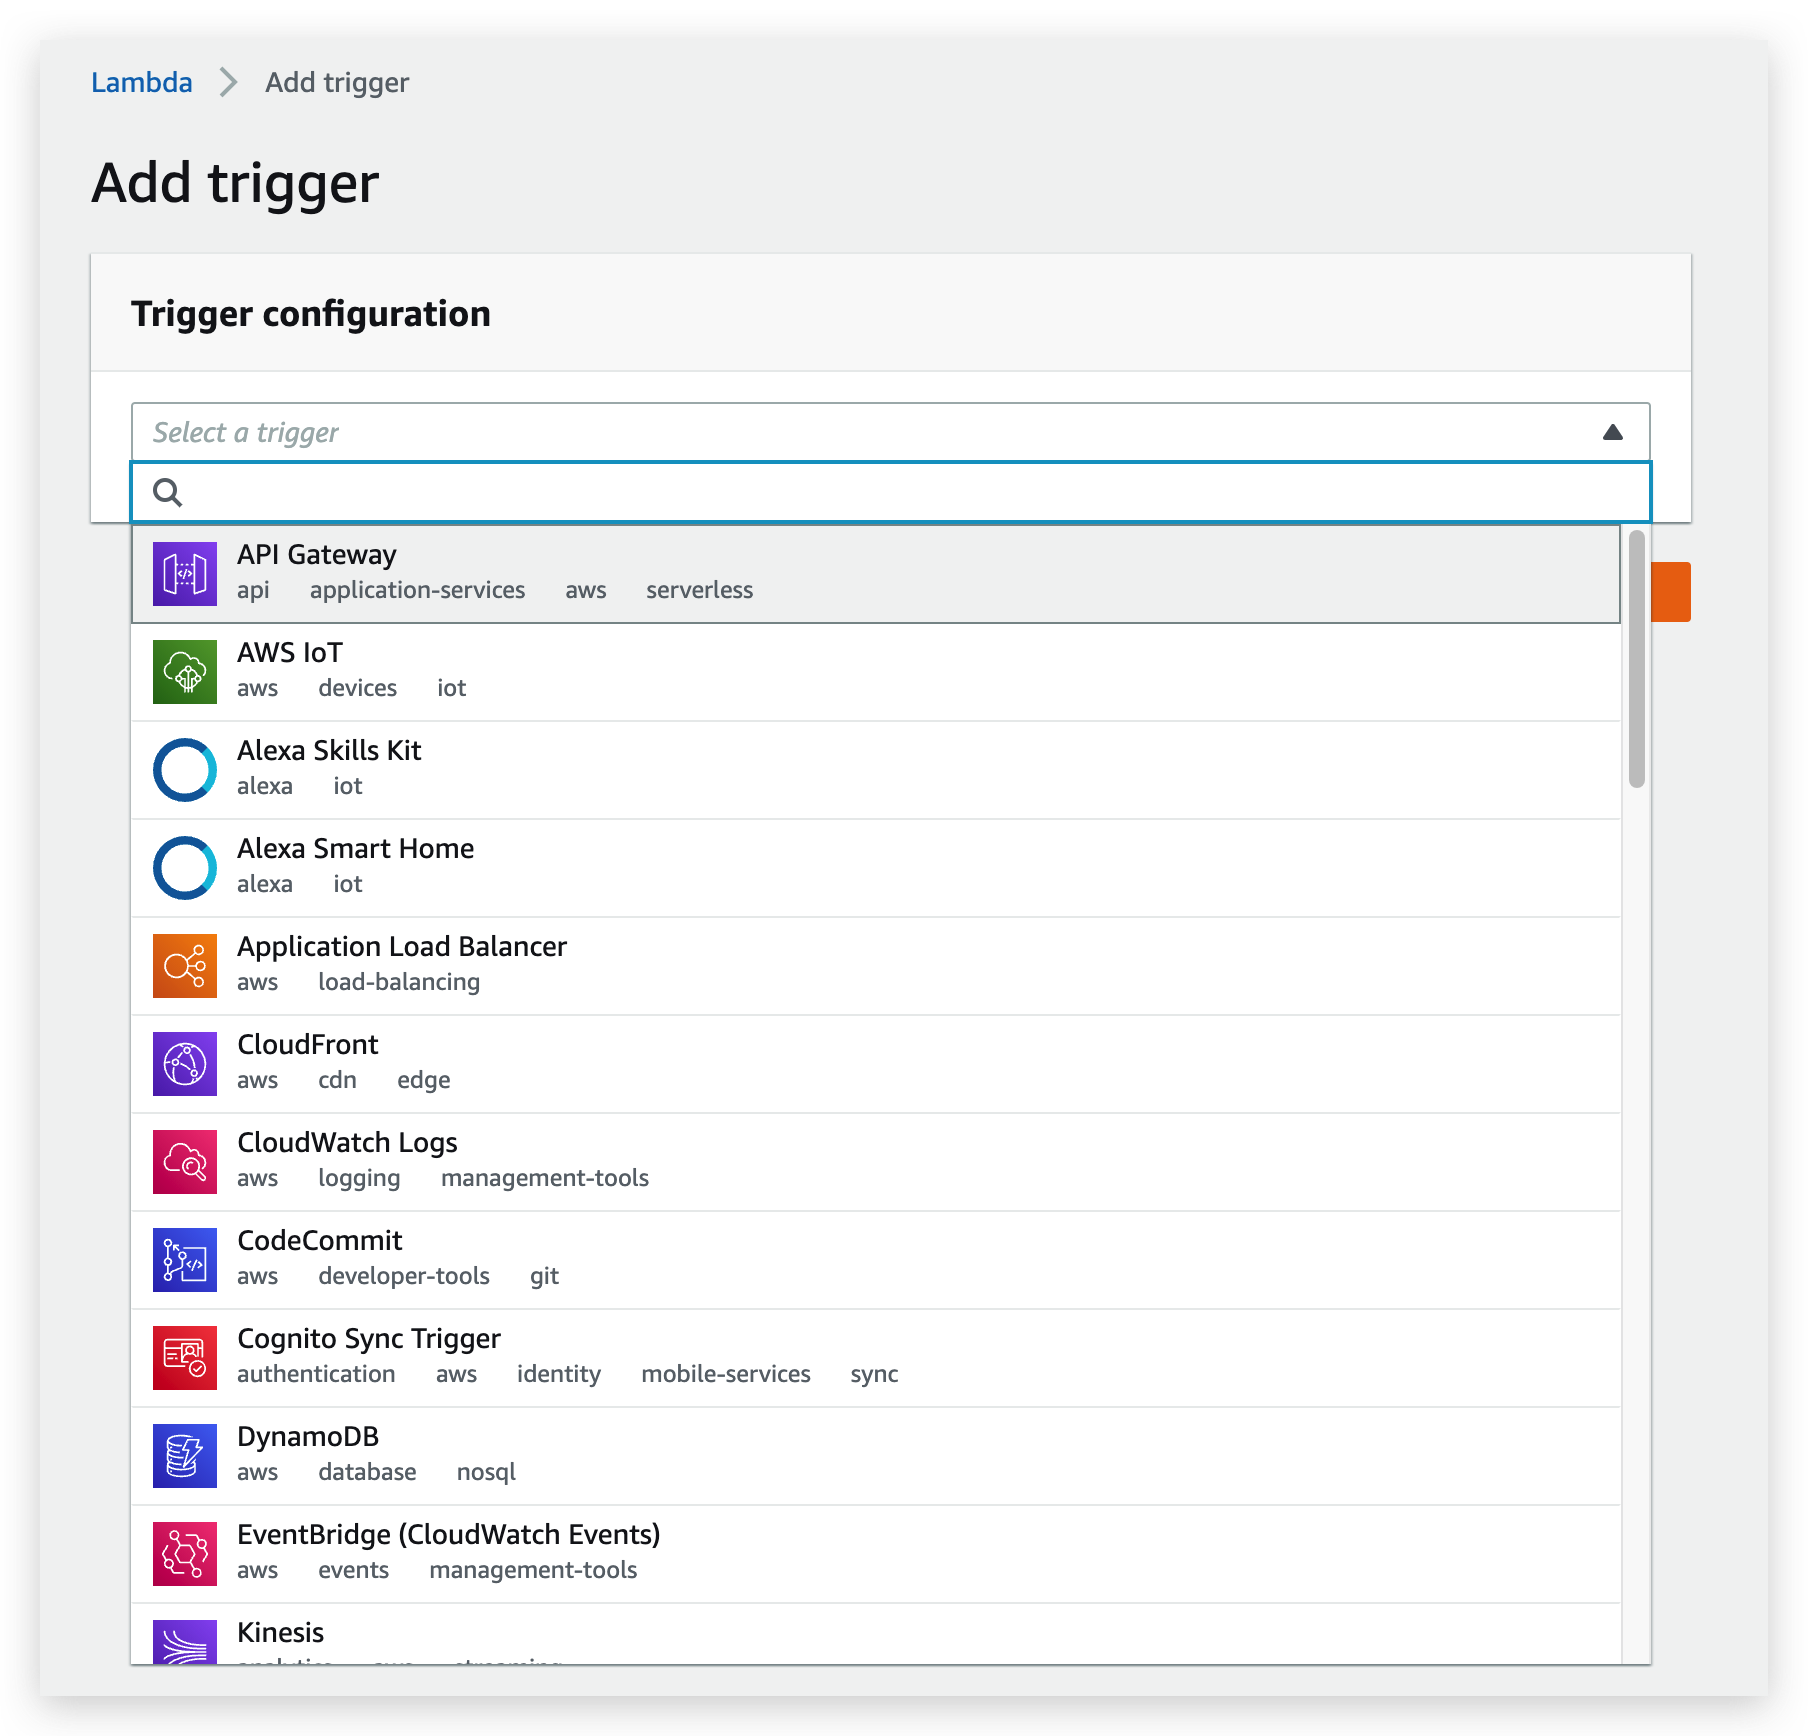 Lambda Add trigger
Add trigger
Trigger configuration
Select a trigger
API Gateway
api application-services aws serverless
AWS IoT
aws devices iot
Alexa Skills Kit
alexa iot
Alexa Smart Home
alexa iot
Application Load Balancer
aws load-balancing
CloudFront
aws cdn edge
CloudWatch Logs
aws logging management-tools
CodeCommit
aws developer-tools git
Cognito Sync Trigger
authentication aws identity mobile-services sync
DynamoDB
aws database nosql
EventBridge (CloudWatch Events)
aws events management-tools
Kinesis
analytics aws streaming